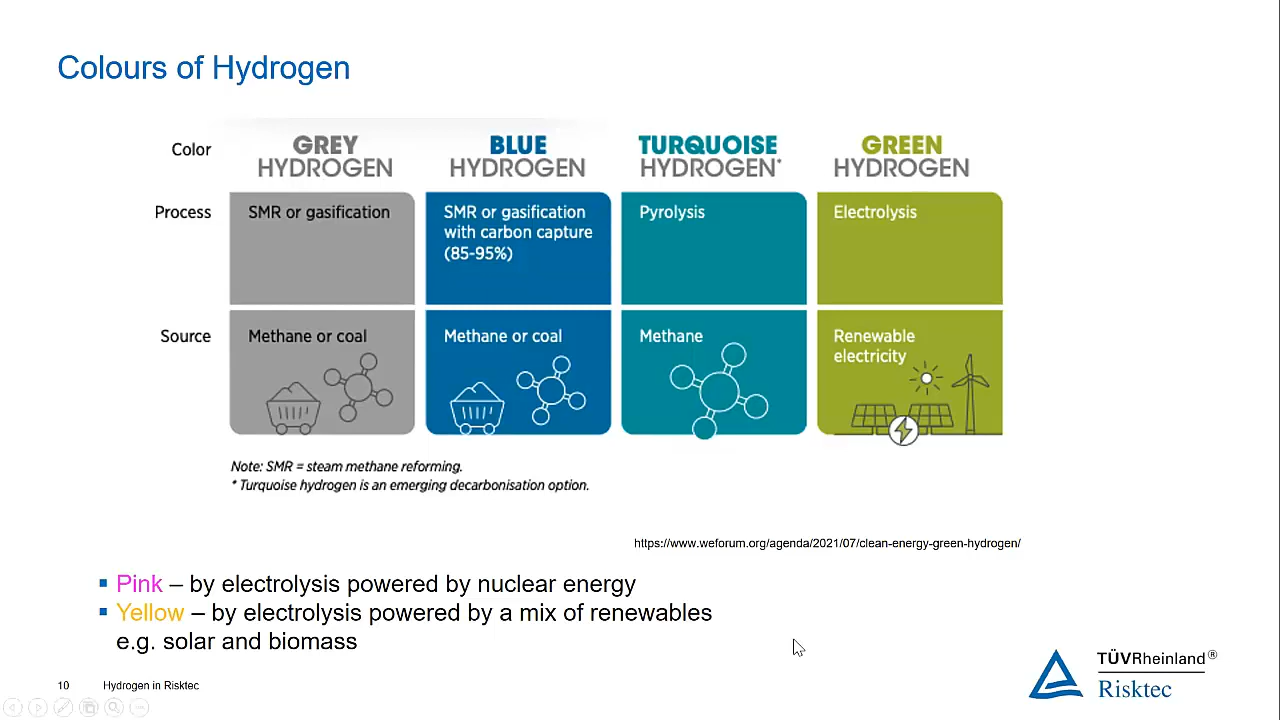 Colours of Hydrogen
Color
GREY
HYDROGEN
BLUE
HYDROGEN
TURQUOISE
HYDROGEN*
GREEN
HYDROGEN
Process
SMR or gasification
SMR or gasification
with carbon capture
(85-95%)
Pyrolysis
Electrolysis
Source
Methane or coal
Methane or coal
Methane
Renewable
electricity
Note: SMR = steam methane reforming.
* Turquoise hydrogen is an emerging decarbonisation option.
https://www.weforum.org/agenda/2021/07/clean-energy-green-hydrogen/
▪ Pink – by electrolysis powered by nuclear energy
▪ Yellow – by electrolysis powered by a mix of renewables
e.g. solar and biomass
TÜVRheinland®
Risktec
10 Hydrogen in Risktec